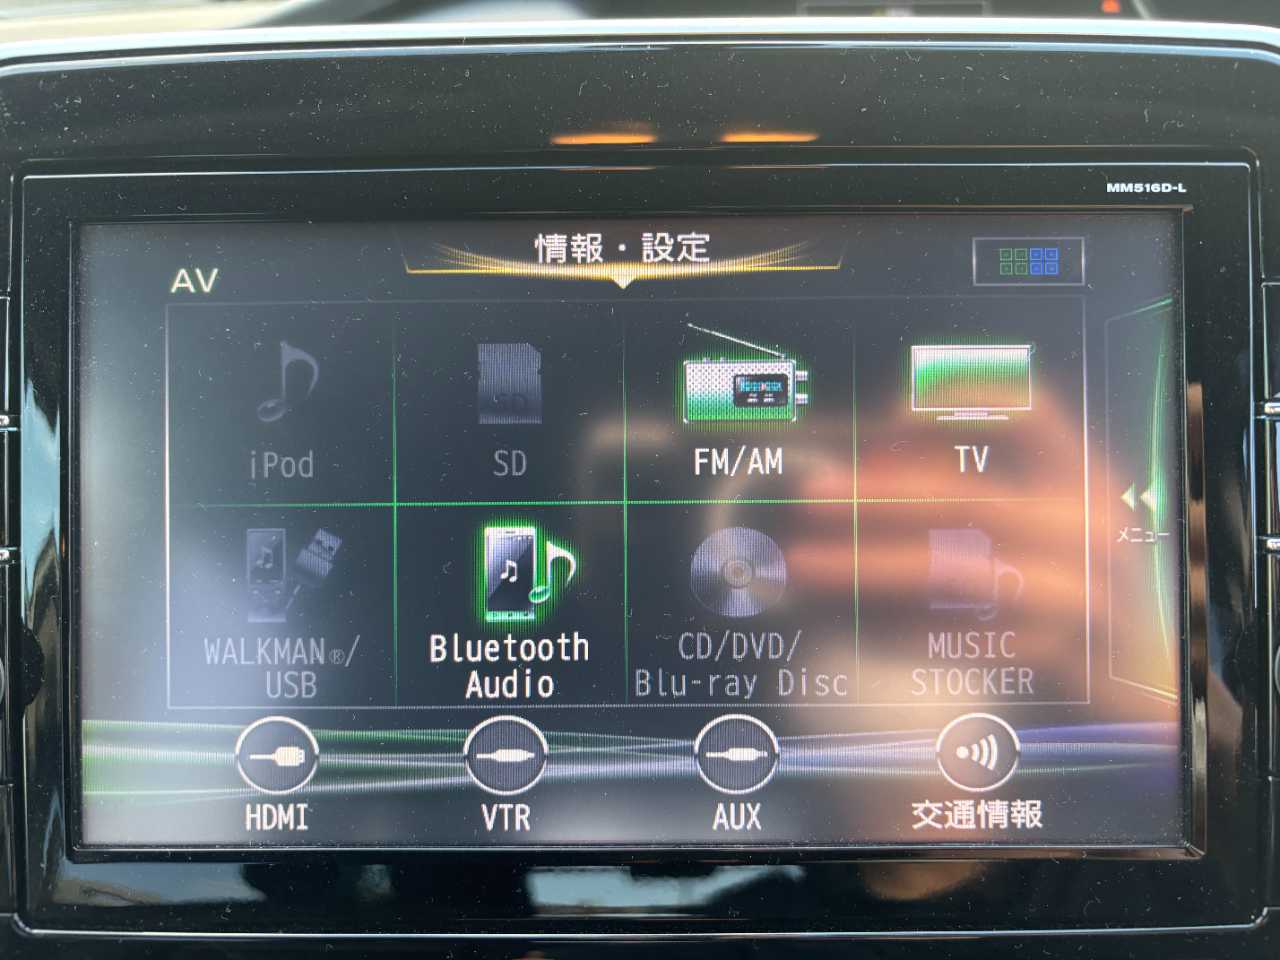 MM516D-L
情報・設定
AV
iPod
SD
FM/AM
TV
メニュー
WALKMAN®/
USB
Bluetooth
Audio
CD/DVD/
Blu-ray Disc
MUSIC
STOCKER
HDMI
VTR
AUX
交通情報